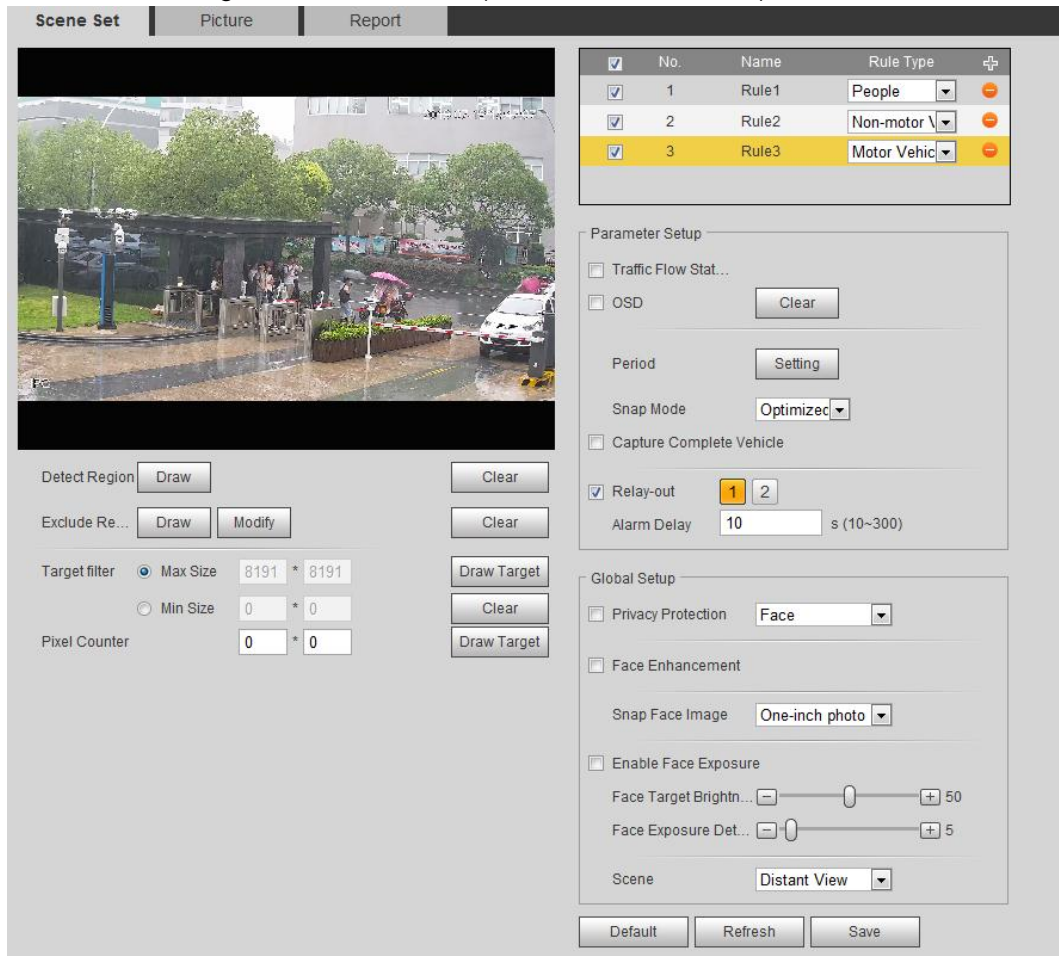 Scene Set Picture Report
No. Name Rule Type
1 Rule1 People
2 Rule2 Non-motor
3 Rule3 Motor Vehic
Parameter Setup
Traffic Flow Stat...
OSD Clear
Period Setting
Snap Mode Optimized
Capture Complete Vehicle
Relay-out 1 2
Alarm Delay 10 s (10~300)
Detect Region Draw Clear
Exclude Re... Draw Modify Clear
Target filter Max Size 8191 * 8191 Draw Target
Min Size 0 * 0 Clear
Pixel Counter 0 * 0 Draw Target
Global Setup
Privacy Protection Face
Face Enhancement
Snap Face Image One-inch photo
Enable Face Exposure
Face Target Brightn... 50
Face Exposure Det... 5
Scene Distant View
Default Refresh Save